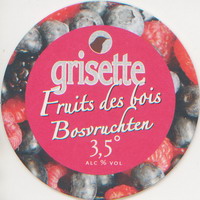 grisette
Fruits des bois
Bosvruchten
3,5°
ALC % VOL